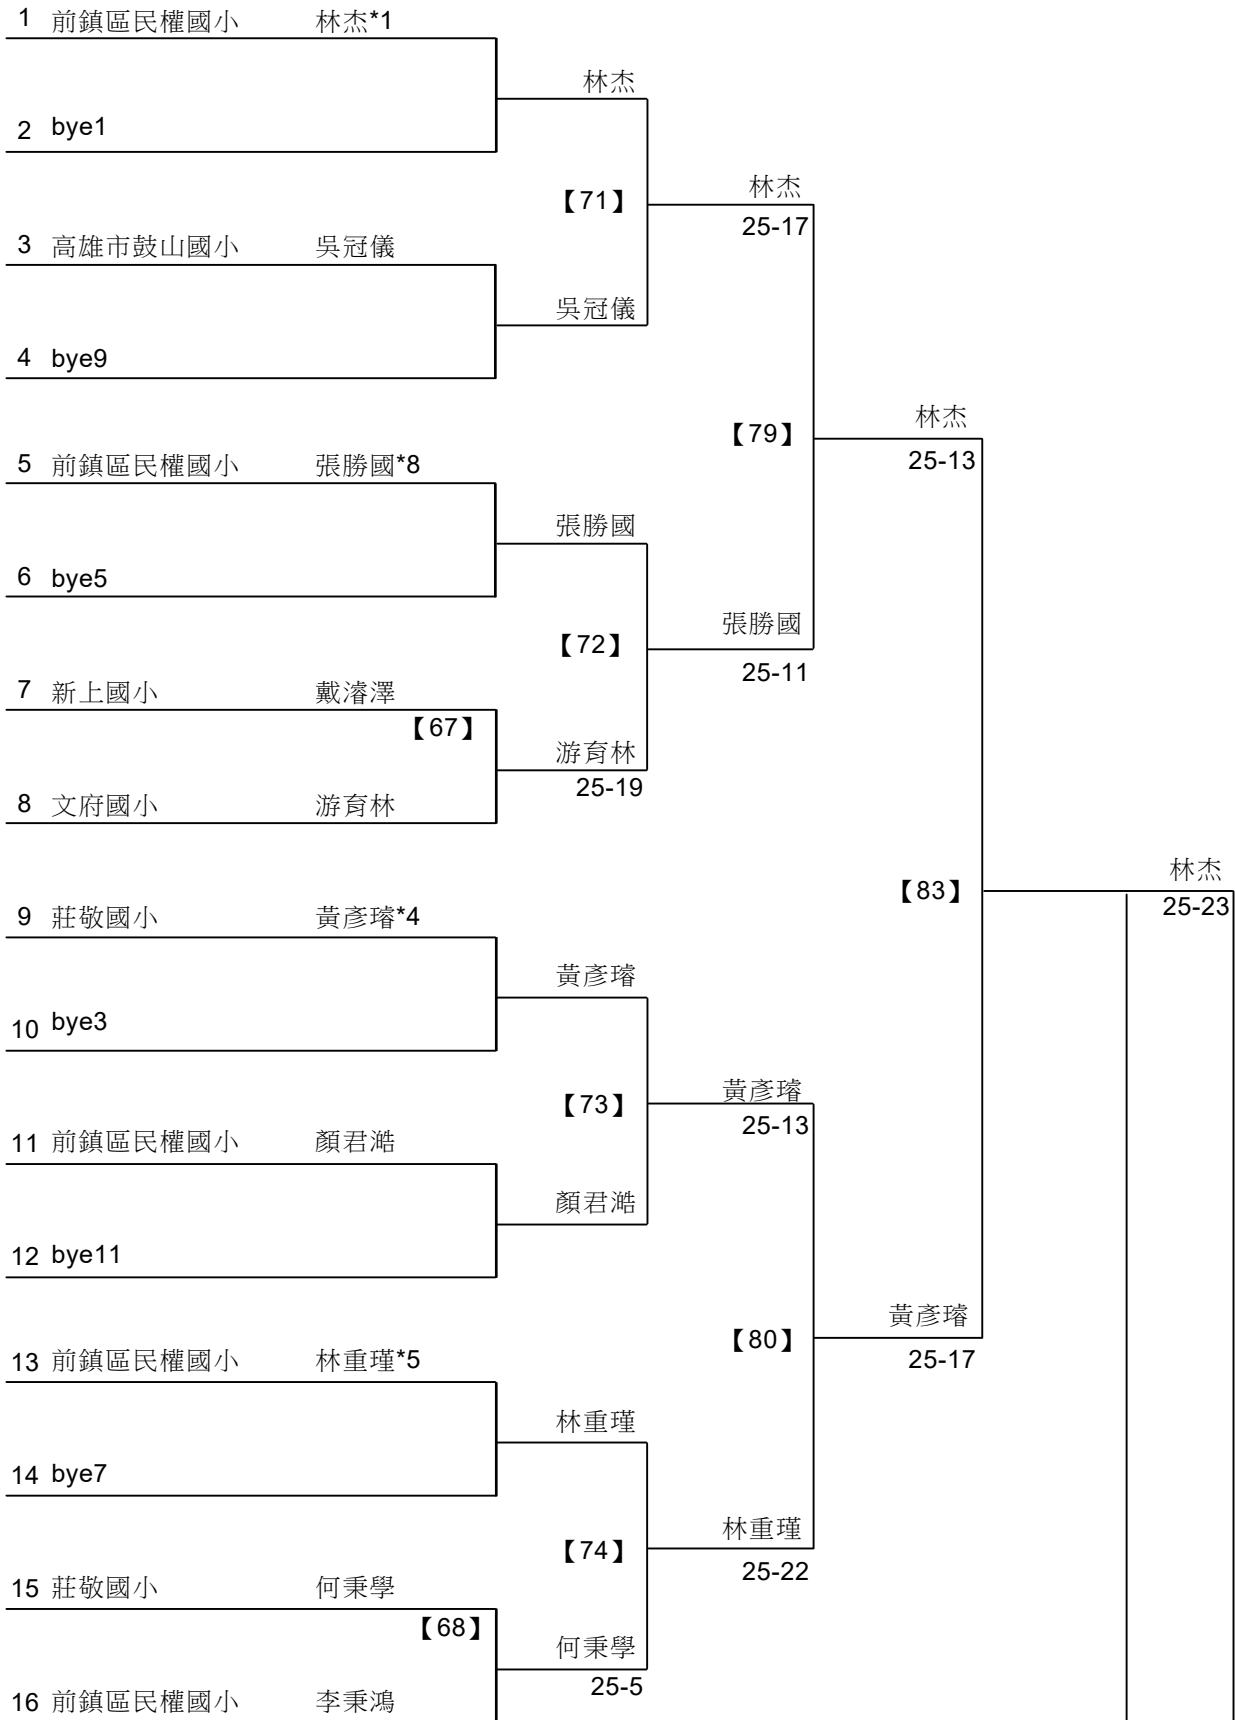 1 前鎮區民權國小 林杰*1
林杰
2 bye1
【71】
林杰
25-17
3 高雄市鼓山國小 吳冠儀
吳冠儀
4 bye9
【79】
林杰
25-13
5 前鎮區民權國小 張勝國*8
張勝國
6 bye5
【72】
張勝國
25-11
7 新上國小 戴濬澤
【67】
游育林
25-19
8 文府國小 游育林
【83】
林杰
25-23
9 莊敬國小 黃彥璿*4
黃彥璿
10 bye3
【73】
黃彥璿
25-13
11 前鎮區民權國小 顏君澔
顏君澔
12 bye11
【80】
黃彥璿
25-17
13 前鎮區民權國小 林重瑾*5
林重瑾
14 bye7
【74】
林重瑾
25-22
15 莊敬國小 何秉學
【68】
何秉學
25-5
16 前鎮區民權國小 李秉鴻